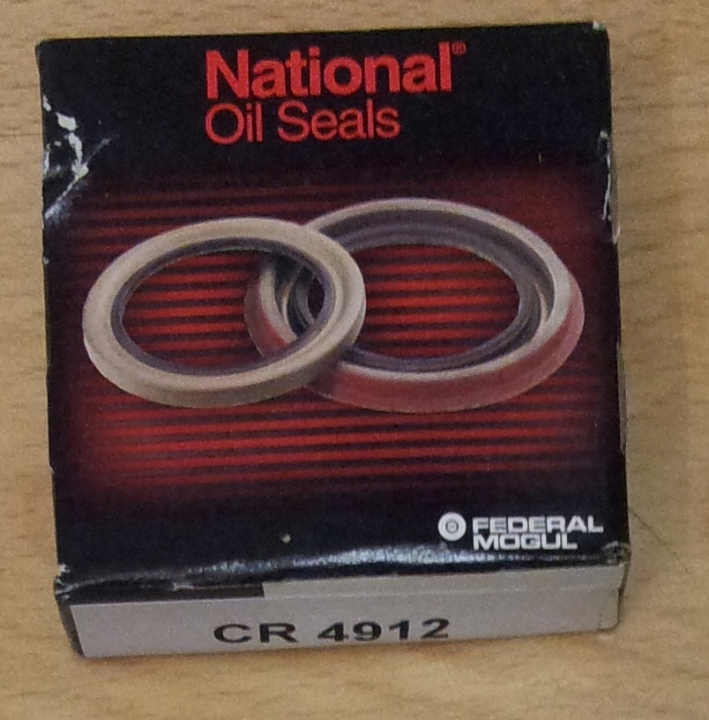 National®
Oil Seals
FEDERAL
MOGUL
CR 4912